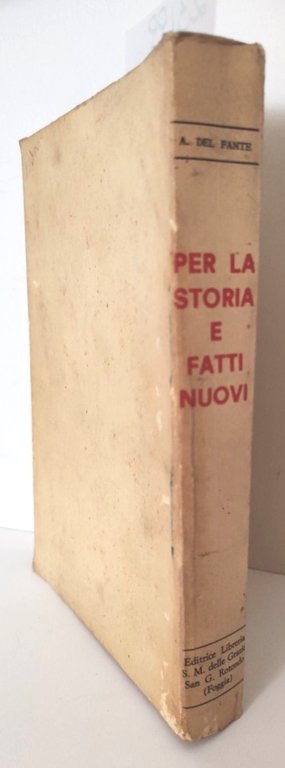 A. DEL FANTE
PER LA
STORIA
E
FATTI
NUOVI
Editrice Libreria
S. M. delle Grazie
San G. Rotondo
(Foggia)